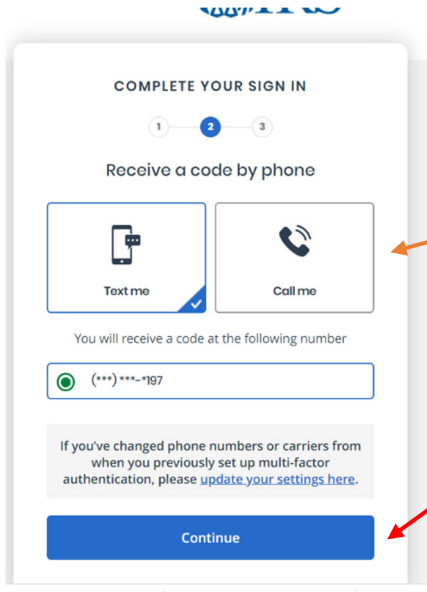 COMPLETE YOUR SIGN IN
1 2 3
Receive a code by phone
Text me Call me
You will receive a code at the following number
(***) ***-*197
If you've changed phone numbers or carriers from
when you previously set up multi-factor
authentication, please update your settings here.
Continue